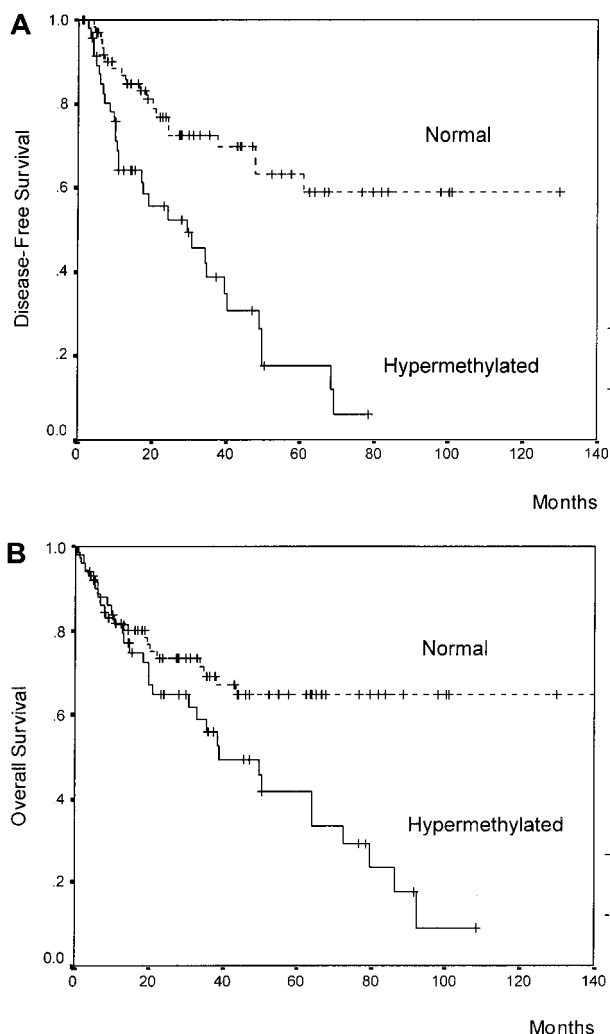 A
1.0
.8
Normal
.6
Disease-Free Survival
.4
Hypermethylated
.2
0.0
0 20 40 60 80 100 120 140
Months
B
1.0
.8
Normal
.6
Overall Survival
.4
Hypermethylated
.2
0.0
0 20 40 60 80 100 120 140
Months